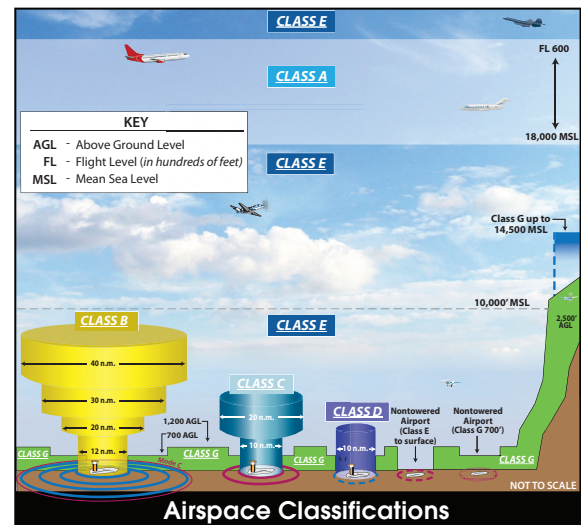 CLASS E
FL 600
CLASS A
18,000 MSL
KEY
AGL - Above Ground Level
FL - Flight Level (in hundreds of feet)
MSL - Mean Sea Level
CLASS E
Class G up to
14,500 MSL
10,000' MSL
2,500'
AGL
CLASS B
CLASS E
40 n.m.
30 n.m.
20 n.m.
12 n.m.
CLASS C
20 n.m.
10 n.m.
CLASS D
10 n.m.
Nontowered
Airport
(Class E
to surface)
Nontowered
Airport
(Class G 700')
1,200 AGL
700 AGL
CLASS G
CLASS G
CLASS G
CLASS G
Mode C
NOT TO SCALE
Airspace Classifications